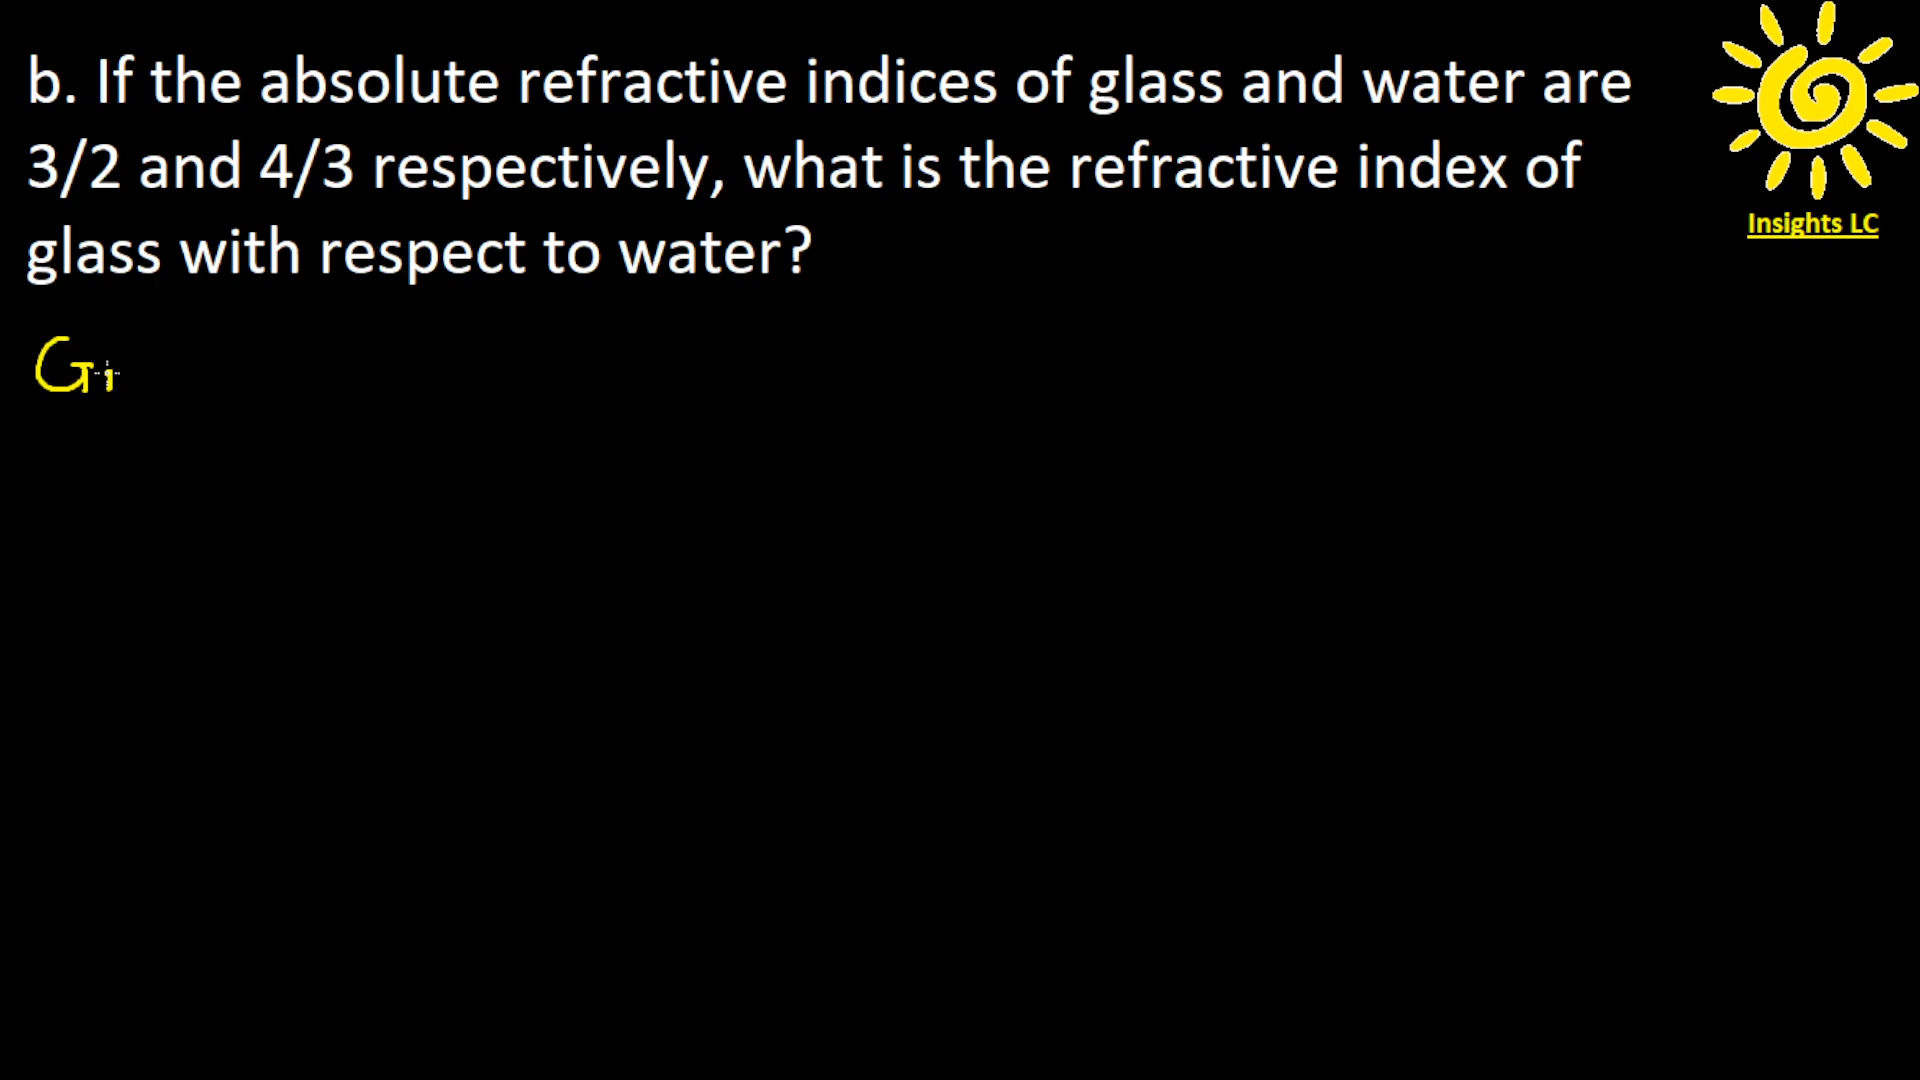 b. If the absolute refractive indices of glass and water are
3/2 and 4/3 respectively, what is the refractive index of
glass with respect to water?
Insights LC
Gi